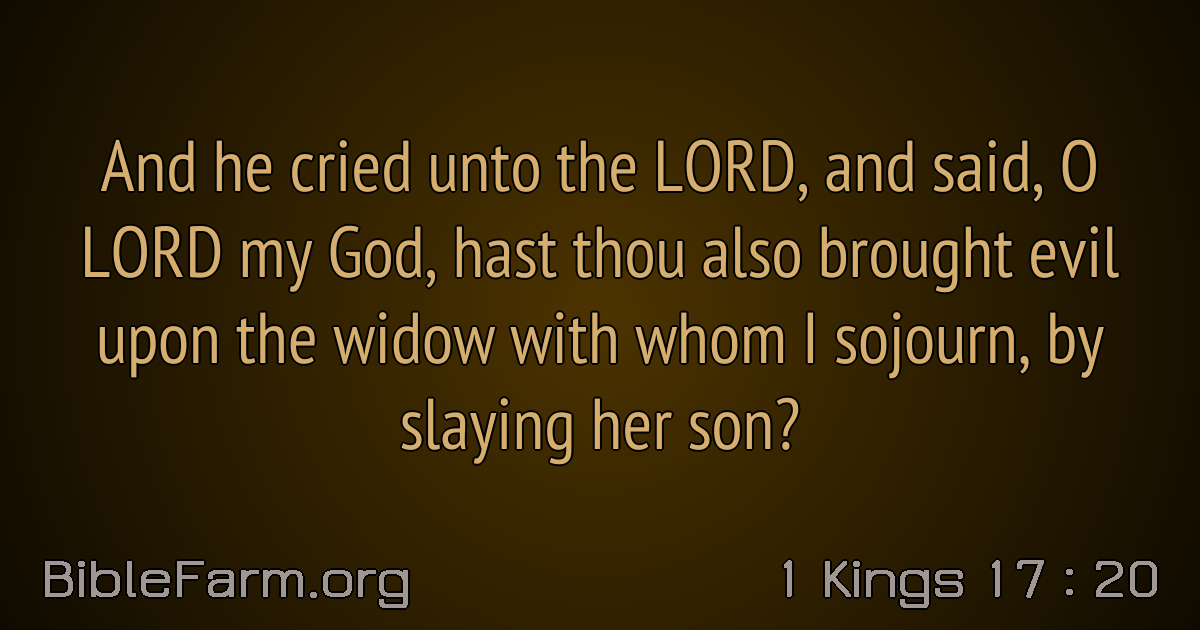 And he cried unto the LORD, and said, O
LORD my God, hast thou also brought evil
upon the widow with whom I sojourn, by
slaying her son?
BibleFarm.org
1 Kings 17 : 20